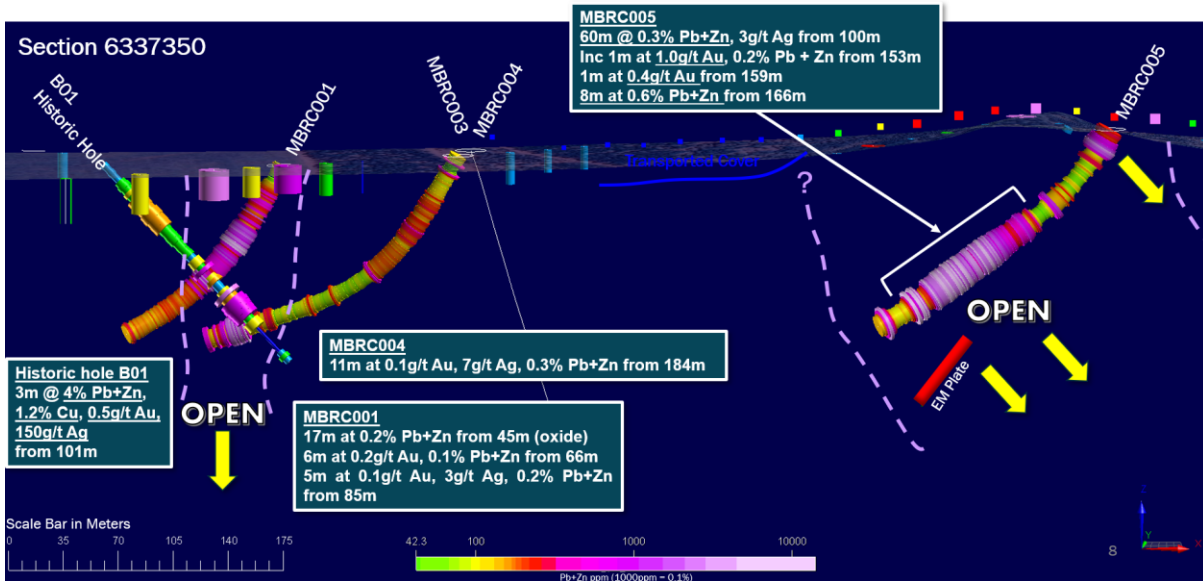 Section 6337350
B01
Historic Hole
MBRC001
MBRC003
MBRC004
MBRC005
60m @ 0.3% Pb+Zn, 3g/t Ag from 100m
Inc 1m at 1.0g/t Au, 0.2% Pb + Zn from 153m
1m at 0.4g/t Au from 159m
8m at 0.6% Pb+Zn from 166m
MBRC005
Transported Cover
?
OPEN
EM Plate
MBRC004
11m at 0.1g/t Au, 7g/t Ag, 0.3% Pb+Zn from 184m
Historic hole B01
3m @ 4% Pb+Zn,
1.2% Cu, 0.5g/t Au,
150g/t Ag
from 101m
OPEN
MBRC001
17m at 0.2% Pb+Zn from 45m (oxide)
6m at 0.2g/t Au, 0.1% Pb+Zn from 66m
5m at 0.1g/t Au, 3g/t Ag, 0.2% Pb+Zn
from 85m
Scale Bar in Meters
0 35 70 105 140 175
42.3 100 1000 10000
Pb+Zn ppm (1000ppm = 0.1%)
8
Z
Y
X